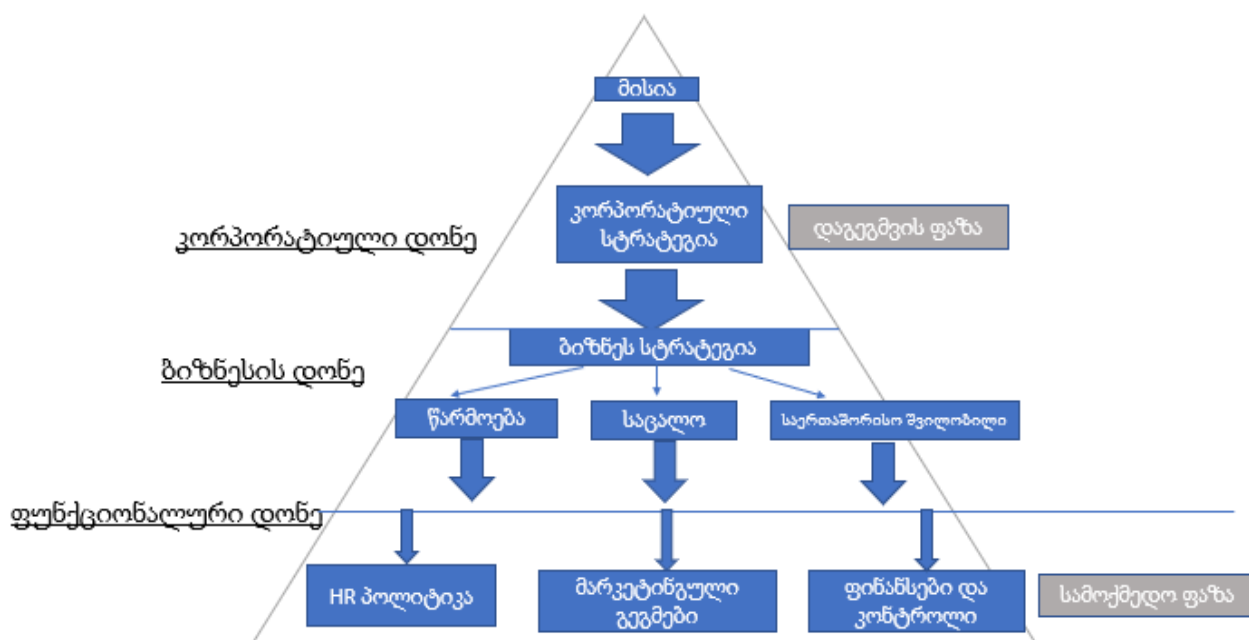 მისია
კორპორატიული
სტრატეგია
დაგეგმვის ფაზა
კორპორატიული დონე
ბიზნეს სტრატეგია
ბიზნესის დონე
წარმოება
საცალო
საერთაშორისო შვილობილი
ფუნქციონალური დონე
HR პოლიტიკა
მარკეტინგული
გეგმები
ფინანსები და
კონტროლი
სამოქმედო ფაზა